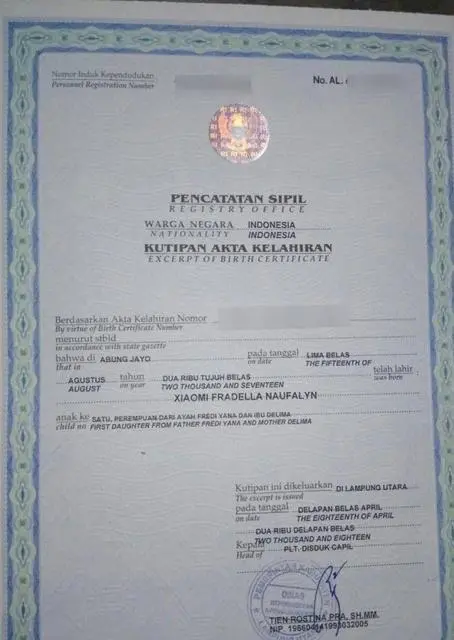 Nomor Induk Kependudukan
Personnel Registration Number
No. AL.
PENCATATAN SIPIL
REGISTRY OFFICE
WARGA NEGARA INDONESIA
NATIONALITY INDONESIA
KUTIPAN AKTA KELAHIRAN
EXCERPT OF BIRTH CERTIFICATE
Berdasarkan Akta Kelahiran Nomor
By virtue of Birth Certificate Number
menurut stbld
in accordance with state gazette
bahwa di ABUNG JAYO pada tanggal LIMA BELAS
that in on date THE FIFTEENTH OF
AGUSTUS tahun DUA RIBU TUJUH BELAS telah lahir
AUGUST on year TWO THOUSAND AND SEVENTEEN was born
XIAOMI FRADELLA NAUFALYN
anak ke SATU, PEREMPUAN DARI AYAH FREDI YANA DAN IBU DELIMA
child no FIRST DAUGHTER FROM FATHER FREDI YANA AND MOTHER DELIMA
Kutipan ini dikeluarkan DI LAMPUNG UTARA
The excerpt is issued
pada tanggal DELAPAN BELAS APRIL
on date THE EIGHTEENTH OF APRIL
DUA RIBU DELAPAN BELAS
TWO THOUSAND AND EIGHTEEN
Kepala PLT. DISDUK CAPIL
Head of
DINAS
TIEN ROSTINA PRA, SH.MM.
NIP. 196604141993032005